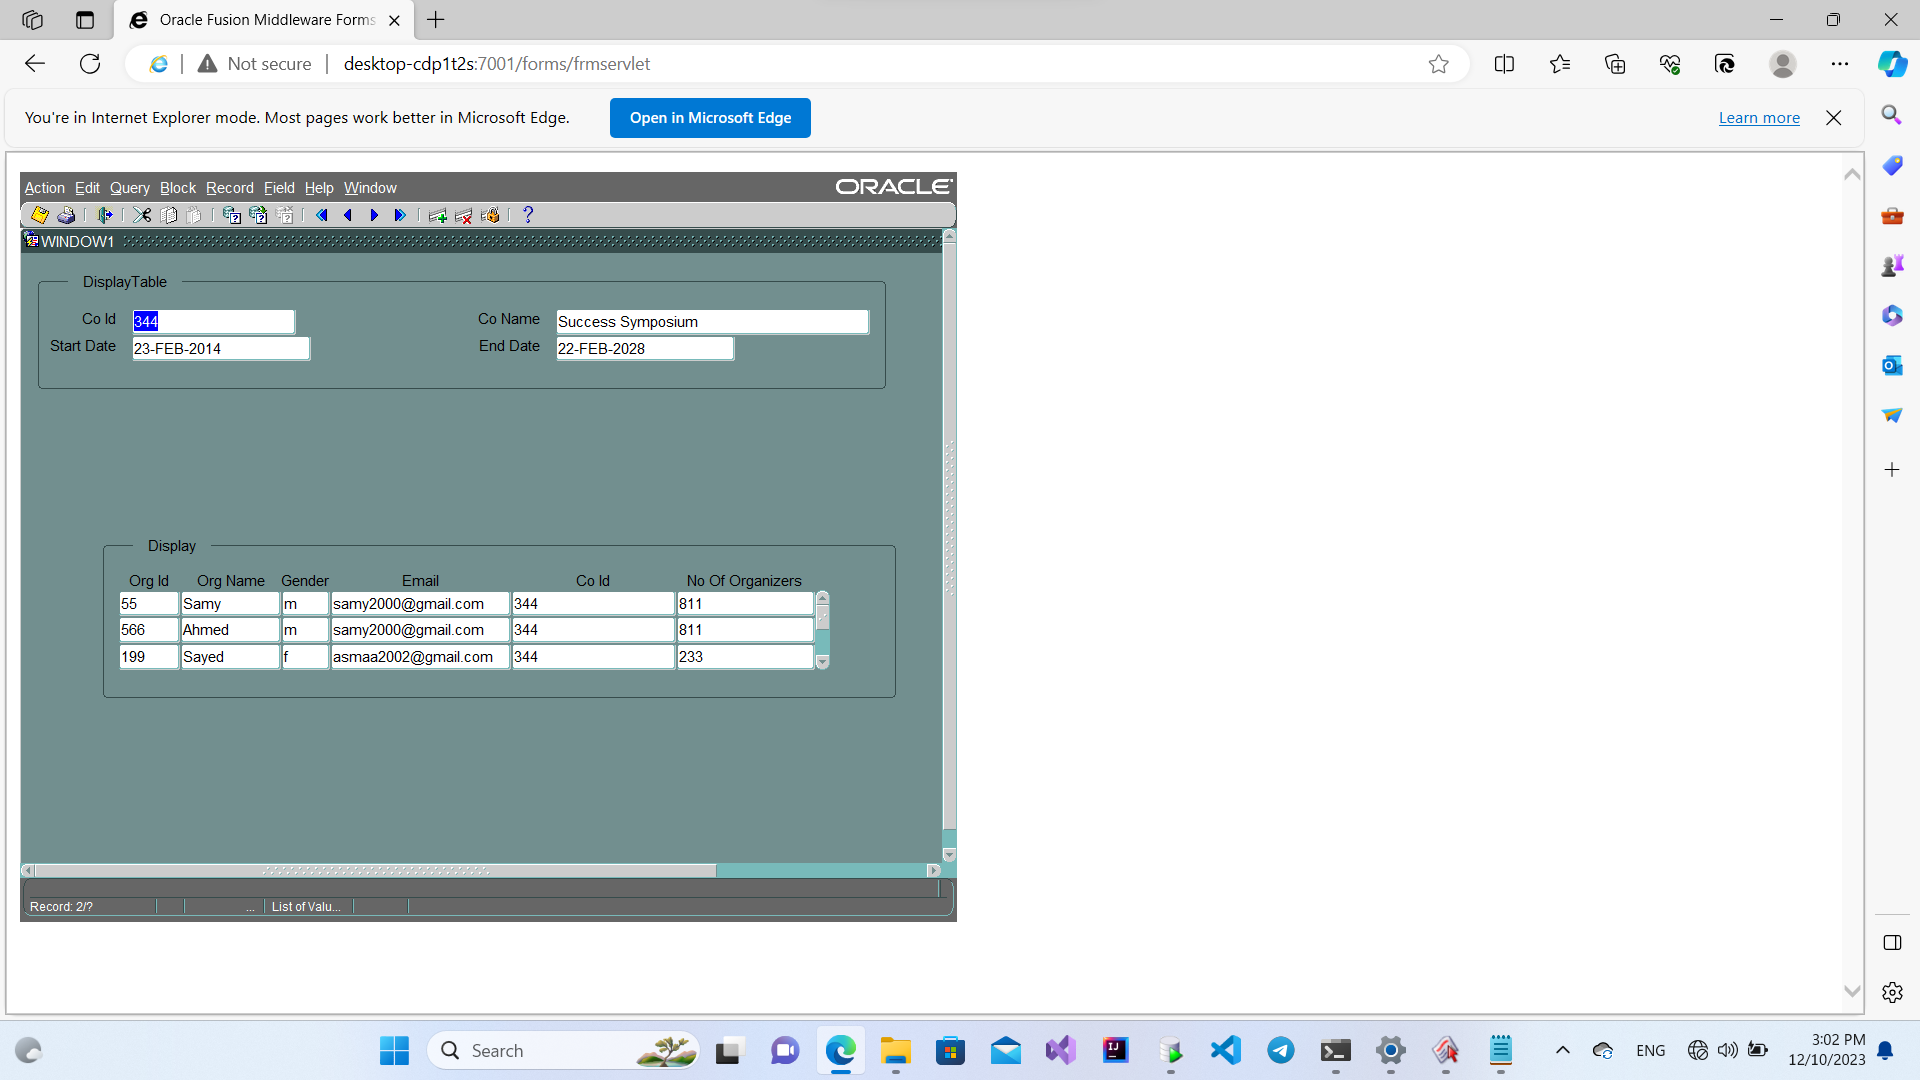 Oracle Fusion Middleware Forms
Not secure
desktop-cdp1t2s:7001/forms/frmservlet
You're in Internet Explorer mode. Most pages work better in Microsoft Edge.
Open in Microsoft Edge
Learn more
Action Edit Query Block Record Field Help Window
ORACLE
WINDOW1
DisplayTable
Co Id 344 Co Name Success Symposium
Start Date 23-FEB-2014 End Date 22-FEB-2028
Display
Org Id Org Name Gender Email Co Id No Of Organizers
55 Samy m samy2000@gmail.com 344 811
566 Ahmed m samy2000@gmail.com 344 811
199 Sayed f asmaa2002@gmail.com 344 233
Record: 2/? ... List of Valu...
Search
ENG
3:02 PM
12/10/2023